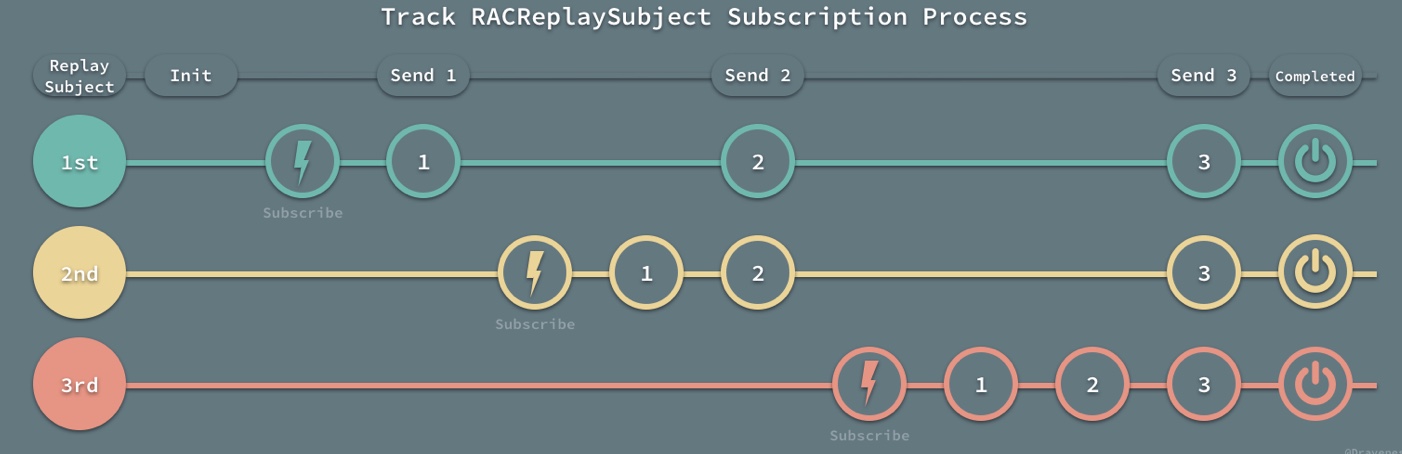 Track RACReplaySubject Subscription Process
Replay
Subject
Init
Send 1
Send 2
Send 3
Completed
1st
1
2
3
Subscribe
2nd
1
2
3
Subscribe
3rd
1
2
3
Subscribe